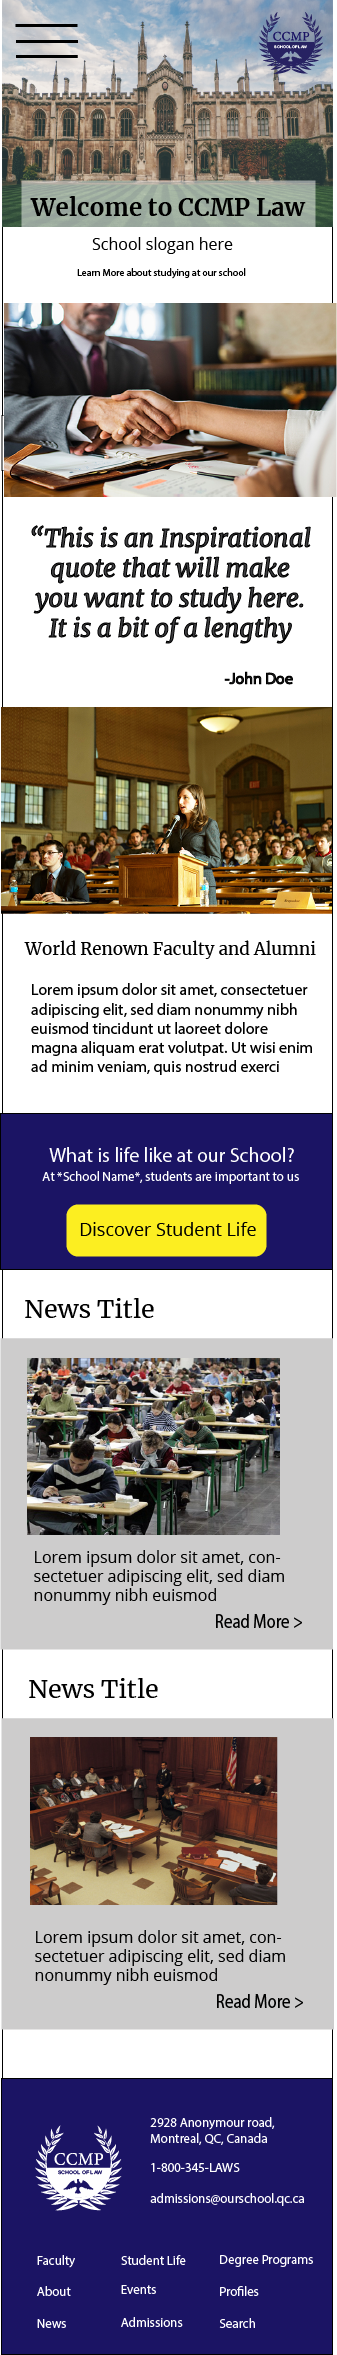 CCMP
SCHOOL OF LAW
Welcome to CCMP Law
School slogan here
Learn More about studying at our school
“This is an Inspirational
quote that will make
you want to study here.
It is a bit of a lengthy
-John Doe
World Renown Faculty and Alumni
Lorem ipsum dolor sit amet, consectetuer
adipiscing elit, sed diam nonummy nibh
euismod tincidunt ut laoreet dolore
magna aliquam erat volutpat. Ut wisi enim
ad minim veniam, quis nostrud exerci
What is life like at our School?
At *School Name*, students are important to us
Discover Student Life
News Title
Lorem ipsum dolor sit amet, con-
sectetuer adipiscing elit, sed diam
nonummy nibh euismod
Read More >
News Title
Lorem ipsum dolor sit amet, con-
sectetuer adipiscing elit, sed diam
nonummy nibh euismod
Read More >
2928 Anonymour road,
Montreal, QC, Canada
1-800-345-LAWS
admissions@ourschool.qc.ca
CCMP
SCHOOL OF LAW
Faculty Student Life Degree Programs
About Events Profiles
News Admissions Search